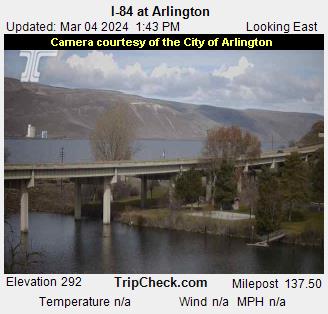 I-84 at Arlington
Updated: Mar 04 2024 1:43 PM Looking East
Camera courtesy of the City of Arlington
Elevation 292 TripCheck.com Milepost 137.50
Temperature n/a Wind n/a MPH n/a